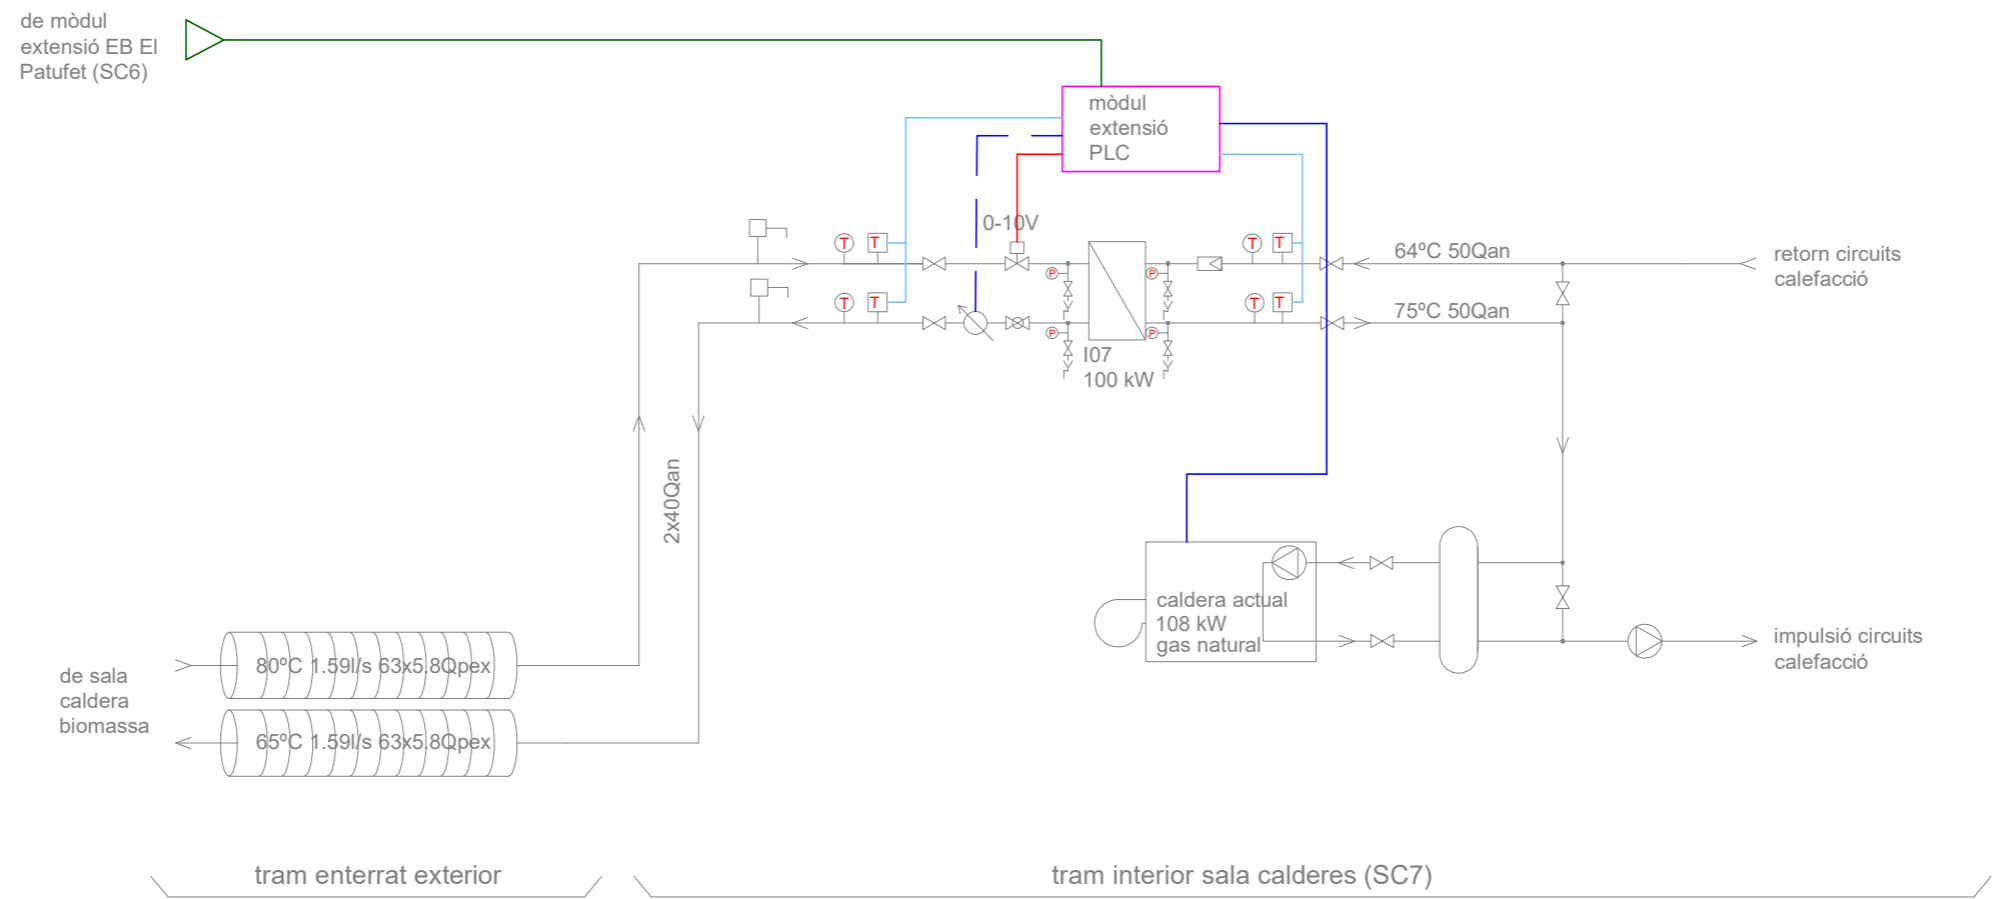 de mòdul
extensió EB El
Patufet (SC6)
mòdul
extensió
PLC
0-10V
T
T
T
T
64ºC 50Qan
retorn circuits
calefacció
P
P
T
T
T
T
75ºC 50Qan
P
P
I07
100 kW
2x40Qan
caldera actual
108 kW
gas natural
impulsió circuits
calefacció
de sala
caldera
biomassa
80ºC 1.59l/s 63x5.8Qpex
65ºC 1.59l/s 63x5.8Qpex
tram enterrat exterior
tram interior sala calderes (SC7)